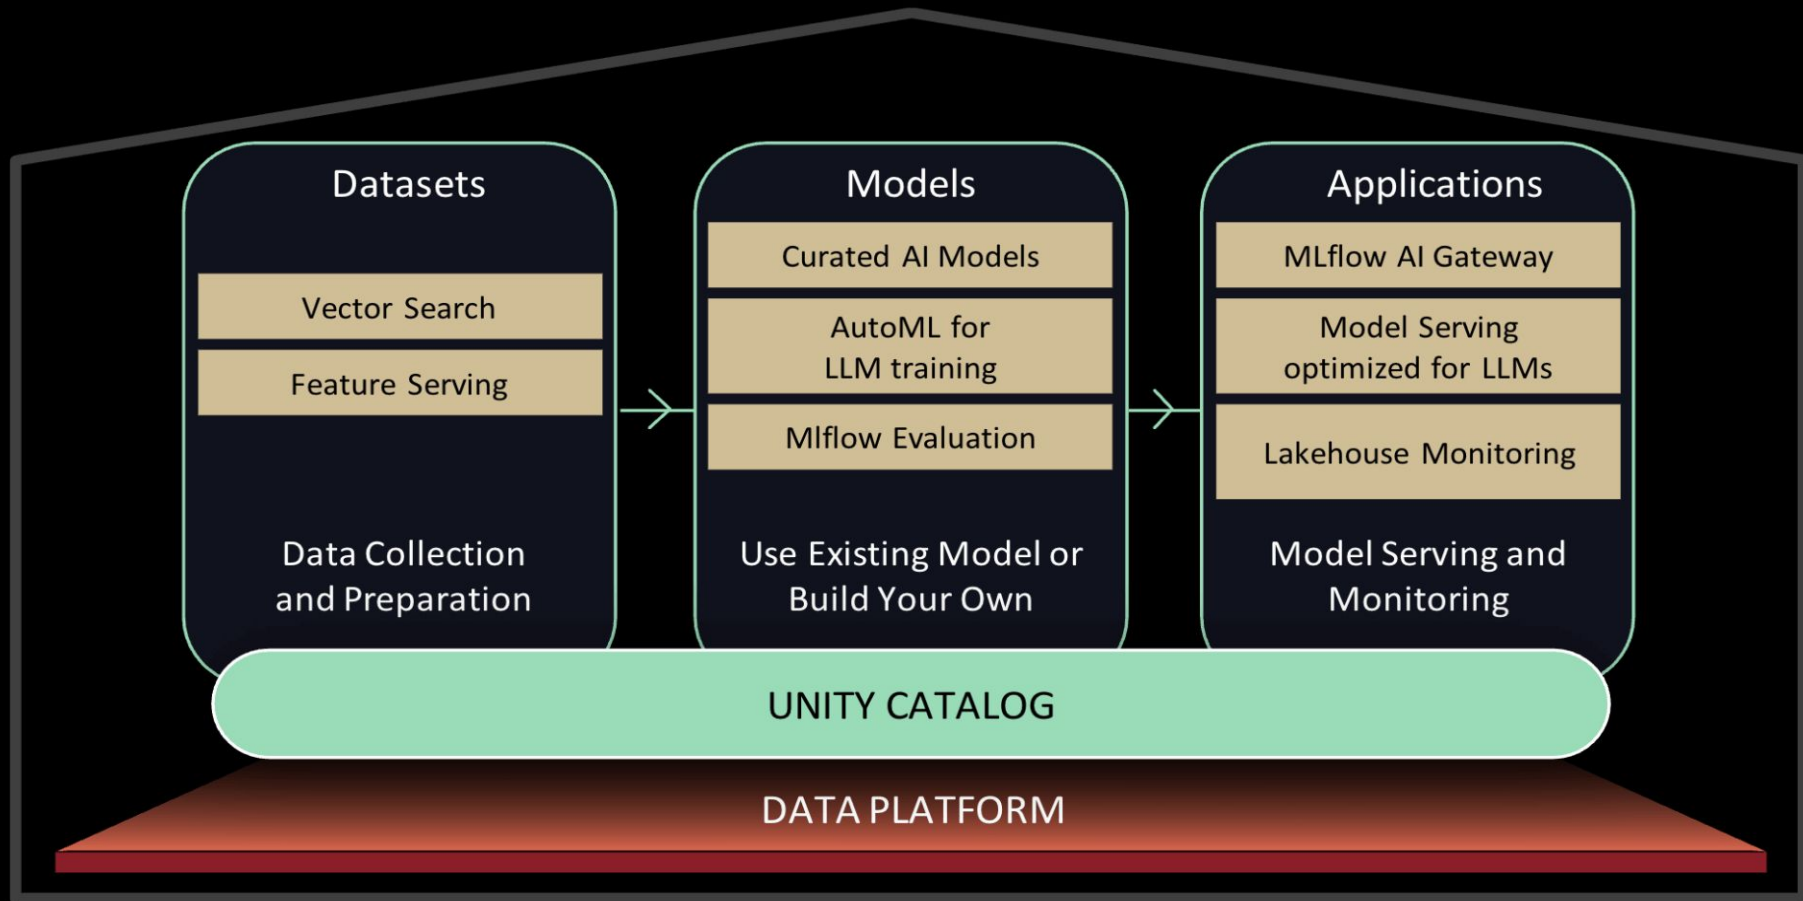 Datasets
Vector Search
Feature Serving
Data Collection
and Preparation
Models
Curated AI Models
AutoML for
LLM training
Mlflow Evaluation
Use Existing Model or
Build Your Own
Applications
MLflow AI Gateway
Model Serving
optimized for LLMs
Lakehouse Monitoring
Model Serving and
Monitoring
UNITY CATALOG
DATA PLATFORM